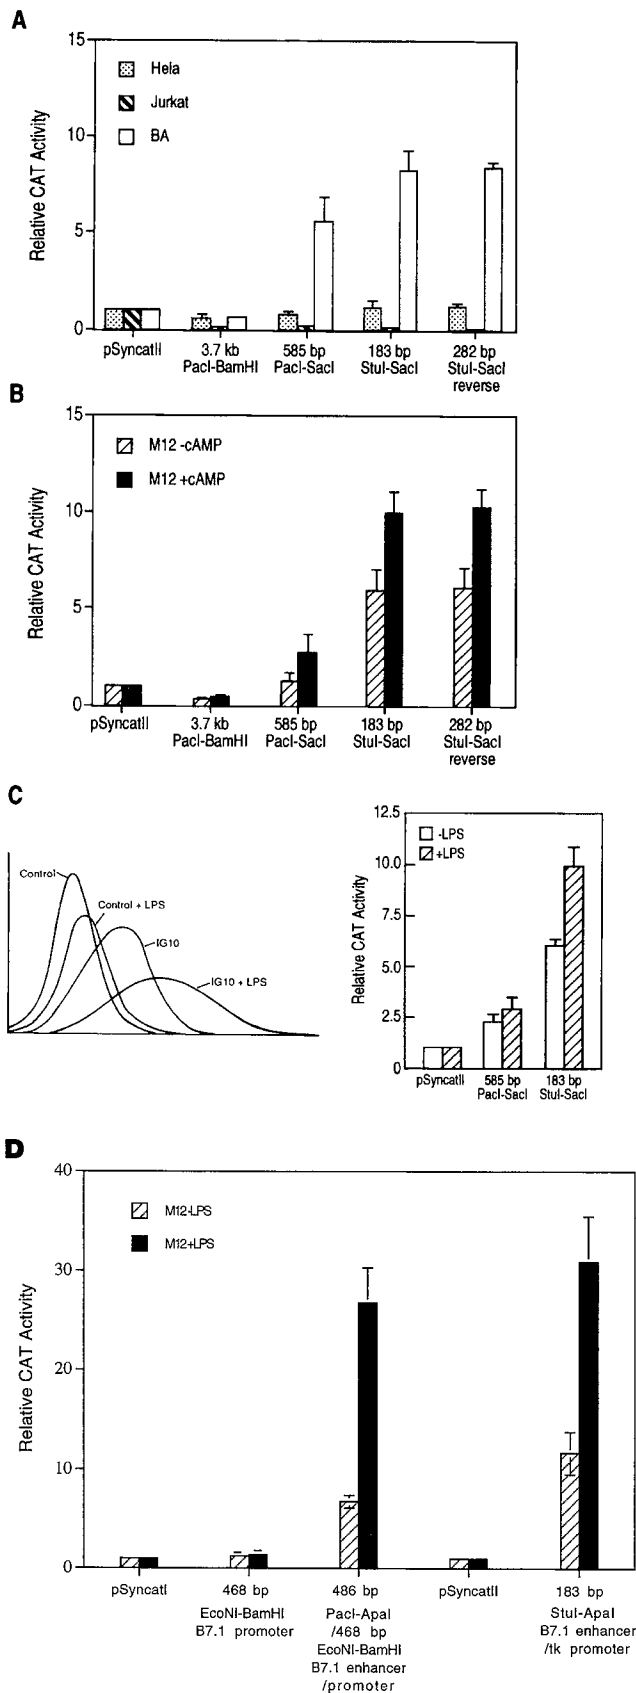 A
15
10
5
0
Relative CAT Activity
Hela
Jurkat
BA
pSyncatII
3.7 kb
PacI-BamHI
585 bp
PacI-SacI
183 bp
StuI-SacI
282 bp
StuI-SacI
reverse
B
15
10
5
0
Relative CAT Activity
M12 -cAMP
M12 +cAMP
pSyncatII
3.7 kb
PacI-BamHI
585 bp
PacI-SacI
183 bp
StuI-SacI
282 bp
StuI-SacI
reverse
C
Control
Control + LPS
IG10
IG10 + LPS
12.5
10.0
7.5
5.0
2.5
0
Relative CAT Activity
-LPS
+LPS
pSyncatII
585 bp
PacI-SacI
183 bp
StuI-SacI
D
40
30
20
10
0
Relative CAT Activity
M12-LPS
M12+LPS
pSyncatI
468 bp
EcoNI-BamHI
B7.1 promoter
486 bp
PacI-ApaI
/468 bp
EcoNI-BamHI
B7.1 enhancer
/promoter
pSyncatII
183 bp
StuI-ApaI
B7.1 enhancer
/tk promoter